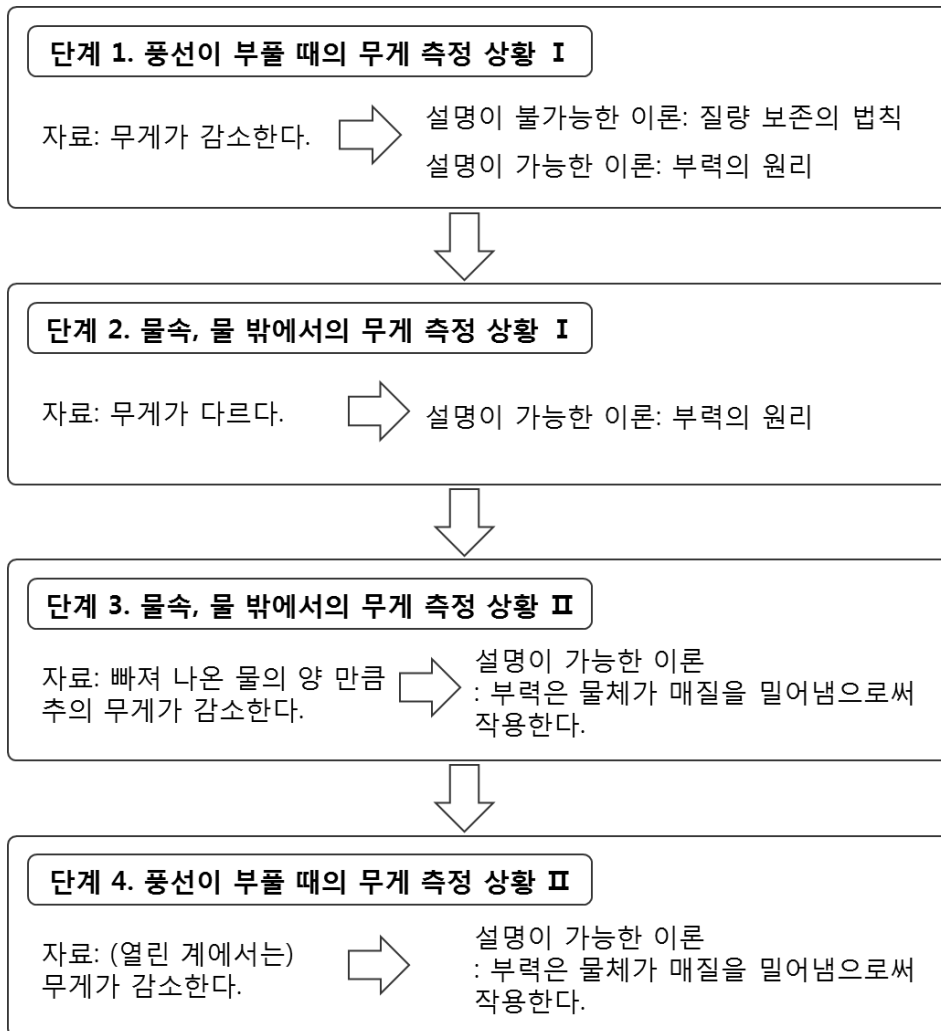 단계 1. 풍선이 부풀 때의 무게 측정 상황 Ⅰ
자료: 무게가 감소한다.
설명이 불가능한 이론: 질량 보존의 법칙
설명이 가능한 이론: 부력의 원리
단계 2. 물속, 물 밖에서의 무게 측정 상황 Ⅰ
자료: 무게가 다르다.
설명이 가능한 이론: 부력의 원리
단계 3. 물속, 물 밖에서의 무게 측정 상황 Ⅱ
자료: 빠져 나온 물의 양 만큼
추의 무게가 감소한다.
설명이 가능한 이론
: 부력은 물체가 매질을 밀어냄으로써
작용한다.
단계 4. 풍선이 부풀 때의 무게 측정 상황 Ⅱ
자료: (열린 계에서는)
무게가 감소한다.
설명이 가능한 이론
: 부력은 물체가 매질을 밀어냄으로써
작용한다.